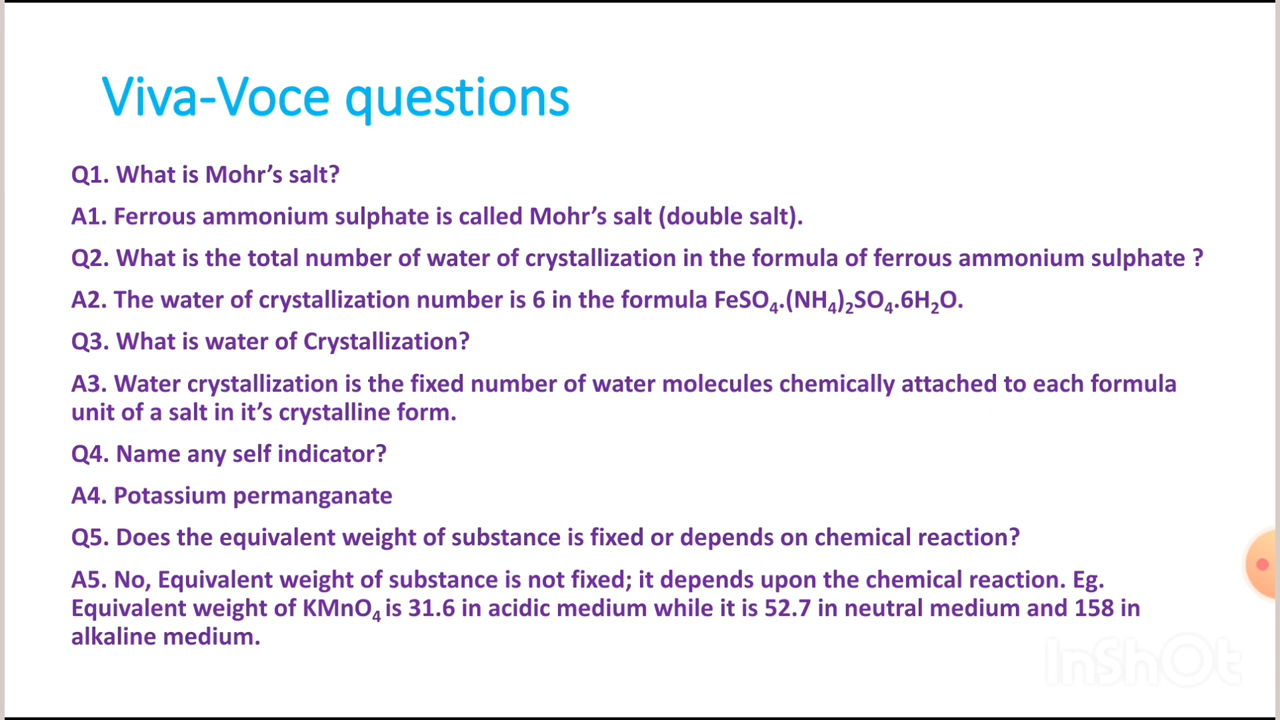 Viva-Voce questions
Q1. What is Mohr’s salt?
A1. Ferrous ammonium sulphate is called Mohr’s salt (double salt).
Q2. What is the total number of water of crystallization in the formula of ferrous ammonium sulphate ?
A2. The water of crystallization number is 6 in the formula FeSO₄.(NH₄)₂SO₄.6H₂O.
Q3. What is water of Crystallization?
A3. Water crystallization is the fixed number of water molecules chemically attached to each formula
unit of a salt in it’s crystalline form.
Q4. Name any self indicator?
A4. Potassium permanganate
Q5. Does the equivalent weight of substance is fixed or depends on chemical reaction?
A5. No, Equivalent weight of substance is not fixed; it depends upon the chemical reaction. Eg.
Equivalent weight of KMnO₄ is 31.6 in acidic medium while it is 52.7 in neutral medium and 158 in
alkaline medium.
InShOt